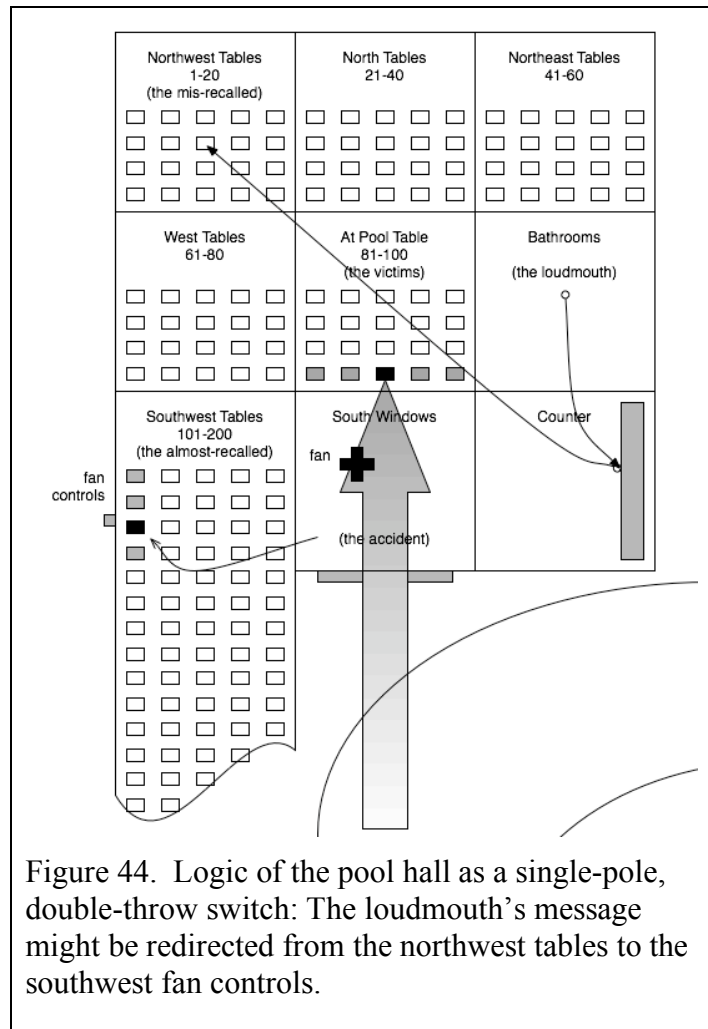 Northwest Tables
1-20
(the mis-recalled)
North Tables
21-40
Northeast Tables
41-60
West Tables
61-80
At Pool Table
81-100
(the victims)
Bathrooms
(the loudmouth)
Southwest Tables
101-200
(the almost-recalled)
South Windows
Counter
fan
controls
fan
(the accident)
Figure 44. Logic of the pool hall as a single-pole,
double-throw switch: The loudmouth’s message
might be redirected from the northwest tables to the
southwest fan controls.